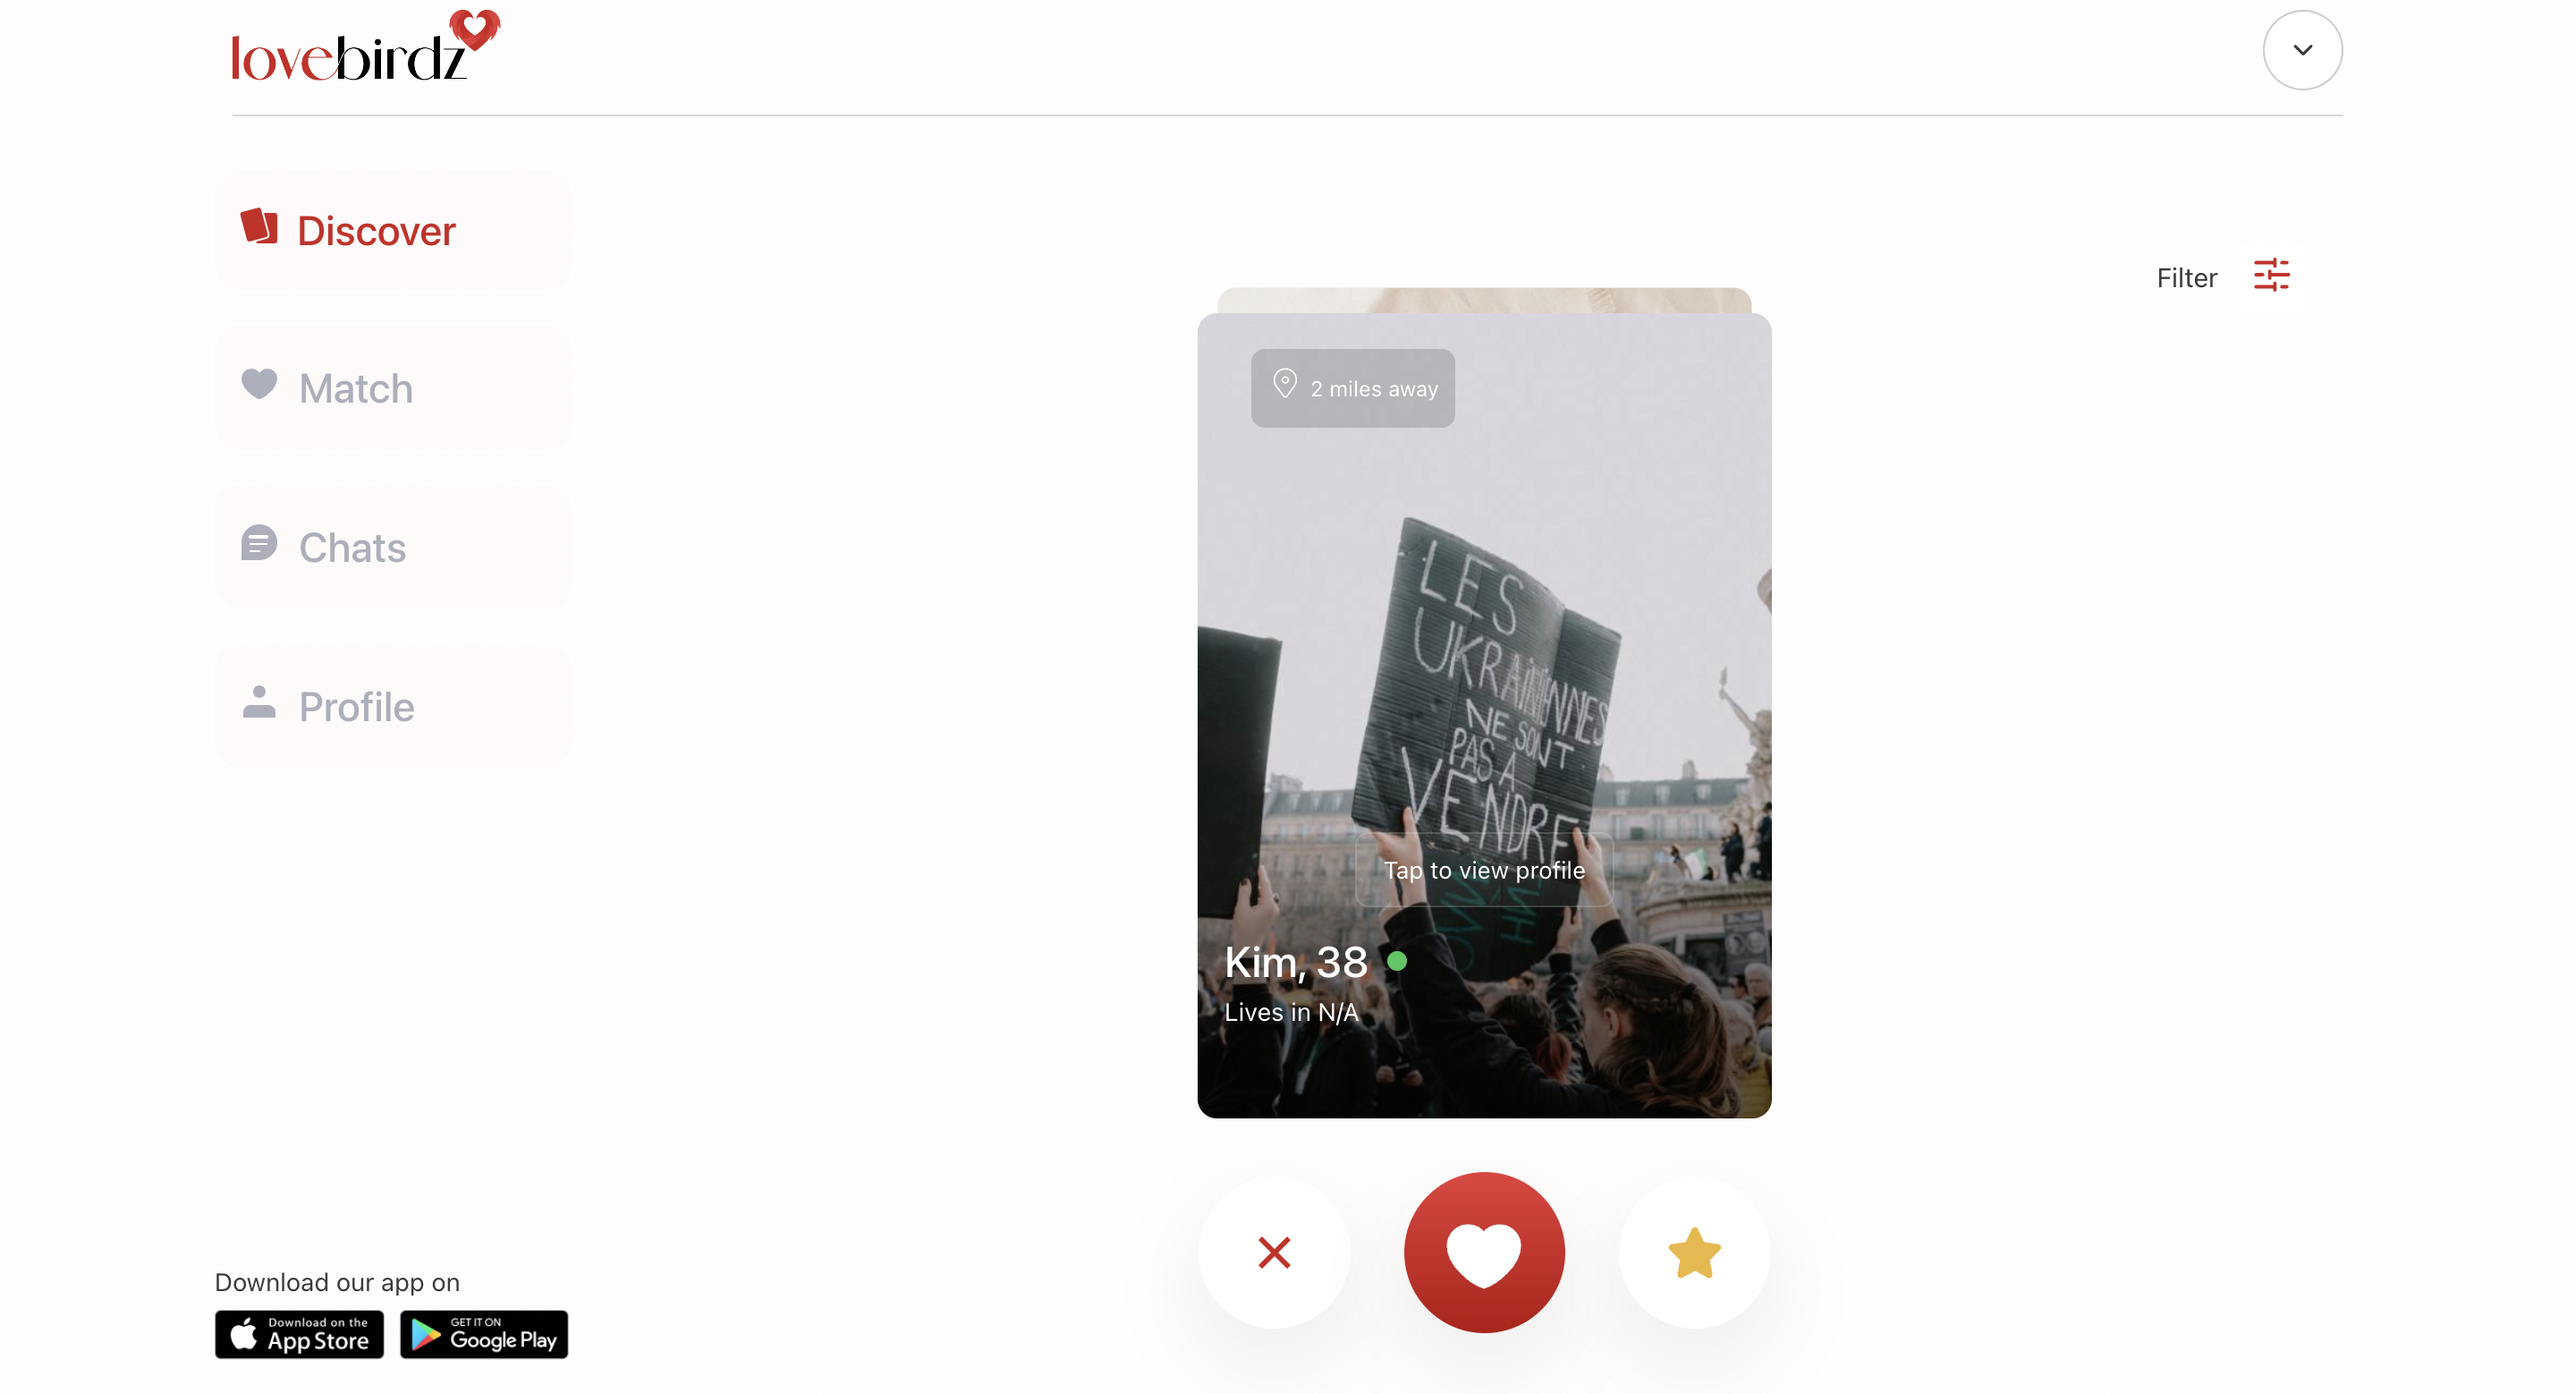 lovebirdz
Discover
Match
Chats
Profile
Filter
2 miles away
LES
UKRAINIENNES
NE SONT
PAS A
VENDRE
Tap to view profile
Kim, 38
Lives in N/A
Download our app on
Download on the
App Store
GET IT ON
Google Play